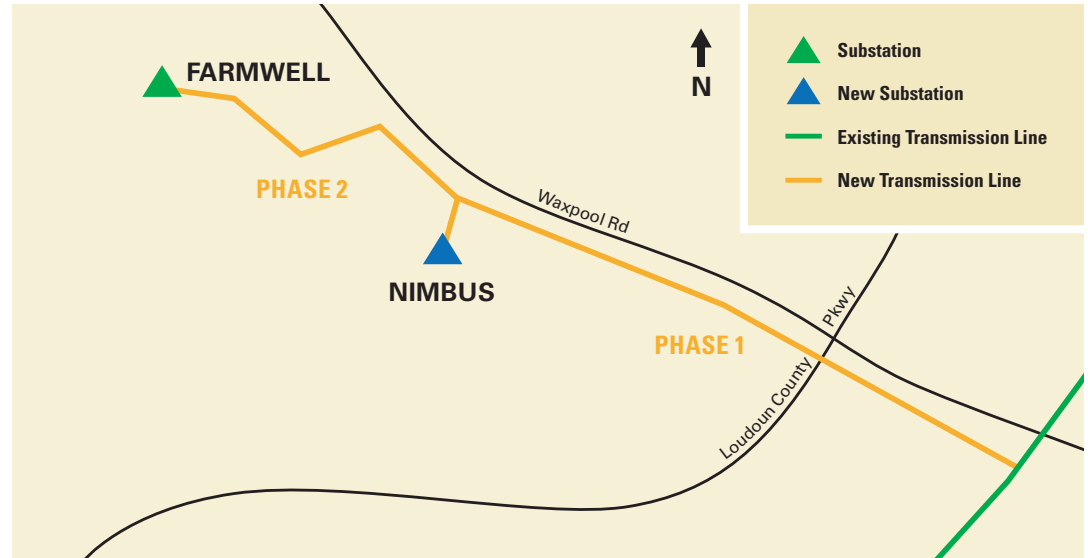 FARMWELL
PHASE 2
NIMBUS
Waxpool Rd
PHASE 1
Loudoun County
Pkwy
N
Substation
New Substation
Existing Transmission Line
New Transmission Line